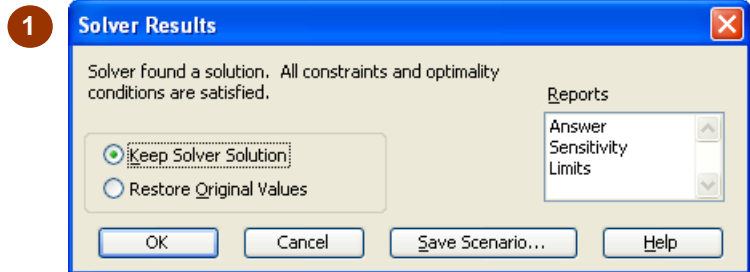 1
Solver Results
Solver found a solution. All constraints and optimality
conditions are satisfied.
Reports
Answer
Sensitivity
Limits
Keep Solver Solution
Restore Original Values
OK
Cancel
Save Scenario...
Help